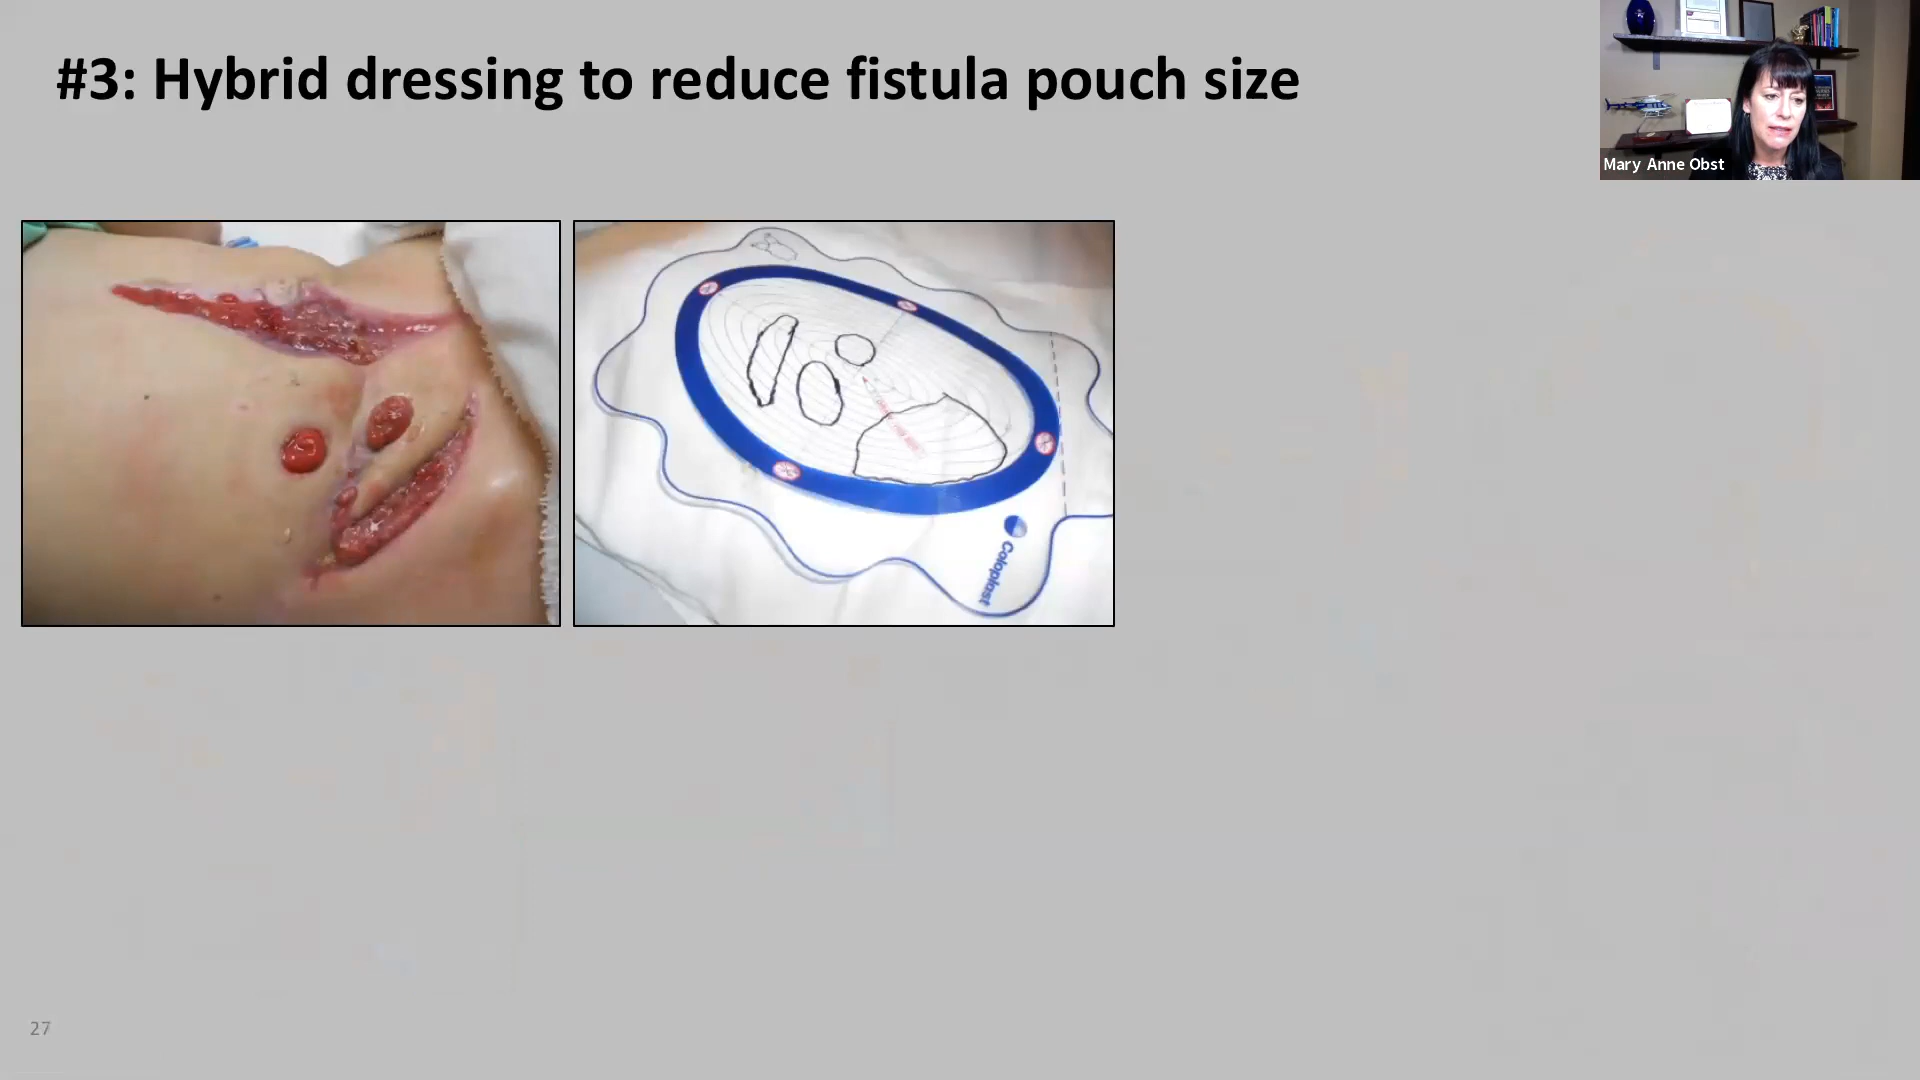 #3: Hybrid dressing to reduce fistula pouch size
Mary Anne Obst
Coloplast
27